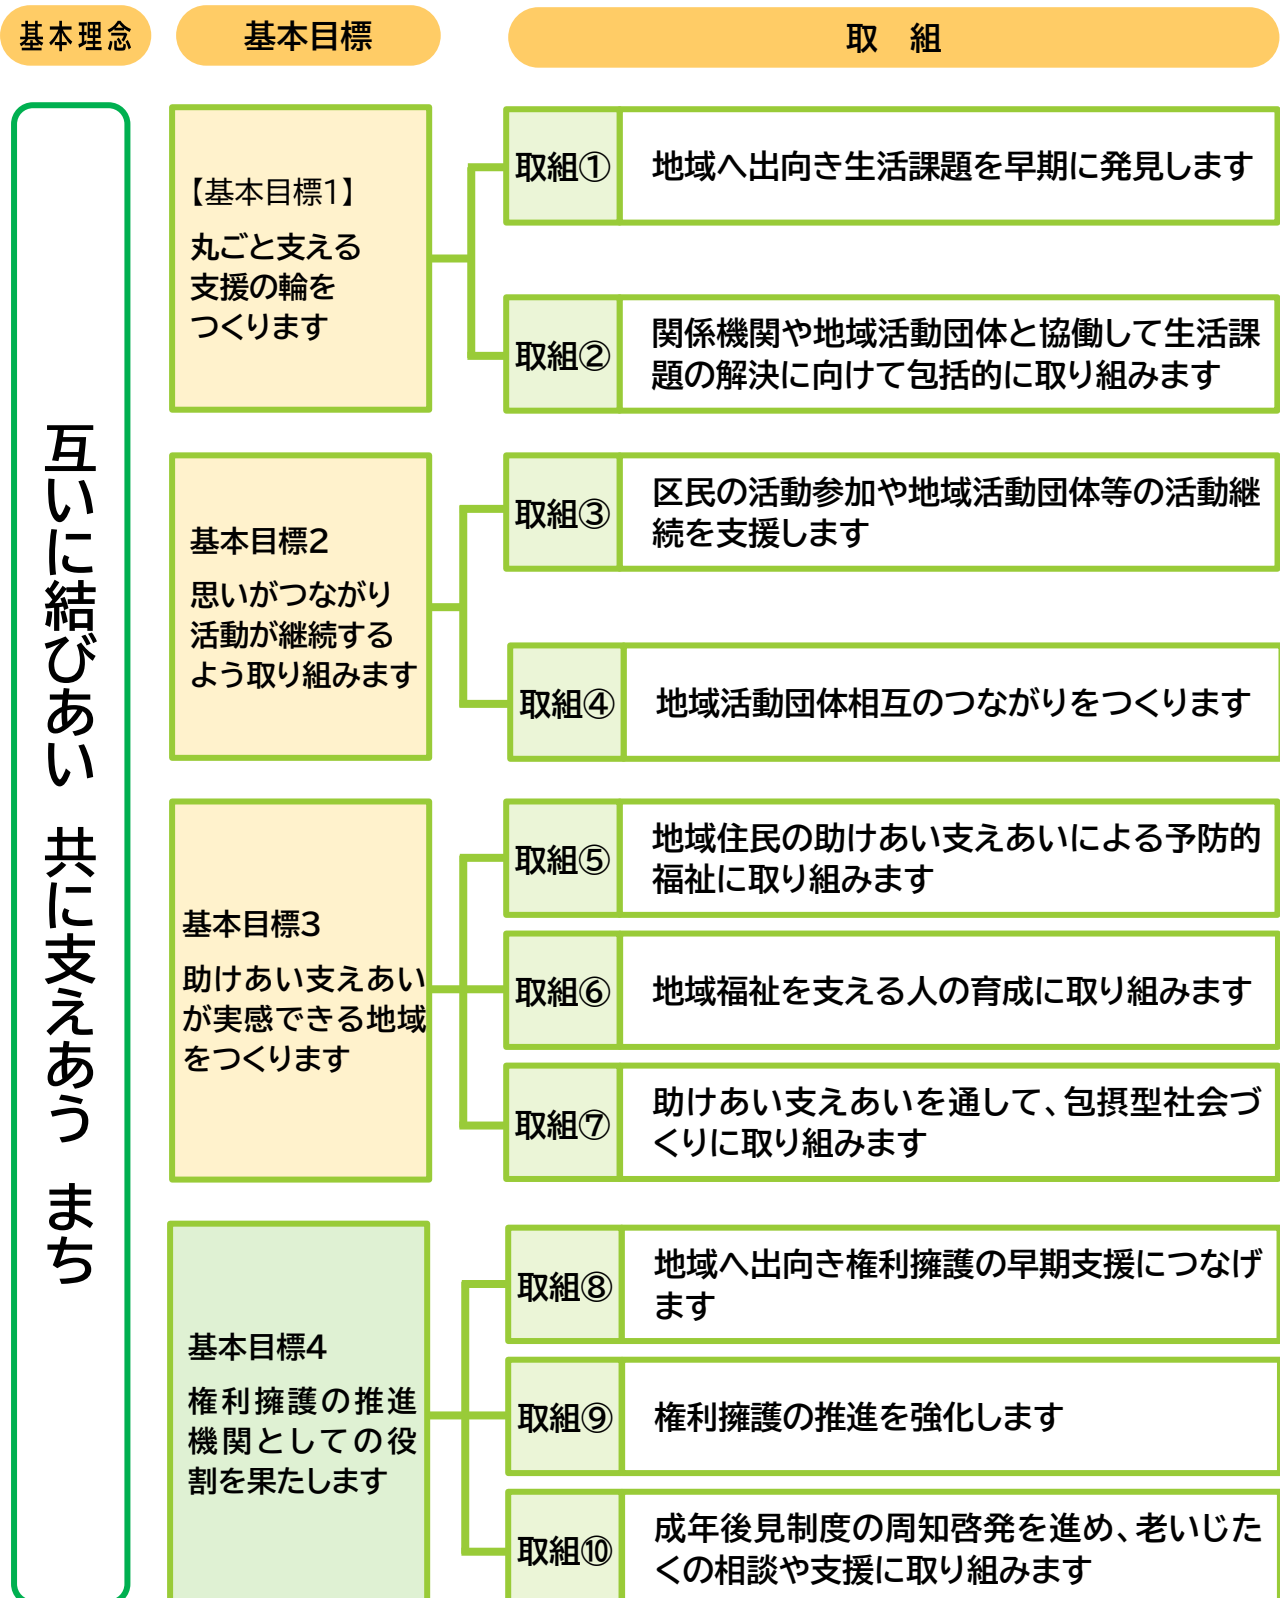 基本理念
基本目標
取　組
互いに結びあい　共に支えあう　まち
【基本目標1】
丸ごと支える
支援の輪を
つくります
取組①
地域へ出向き生活課題を早期に発見します
取組②
関係機関や地域活動団体と協働して生活課
題の解決に向けて包括的に取り組みます
基本目標2
思いがつながり
活動が継続する
よう取り組みます
取組③
区民の活動参加や地域活動団体等の活動継
続を支援します
取組④
地域活動団体相互のつながりをつくります
基本目標3
助けあい支えあい
が実感できる地域
をつくります
取組⑤
地域住民の助けあい支えあいによる予防的
福祉に取り組みます
取組⑥
地域福祉を支える人の育成に取り組みます
取組⑦
助けあい支えあいを通して、包摂型社会づ
くりに取り組みます
基本目標4
権利擁護の推進
機関としての役
割を果たします
取組⑧
地域へ出向き権利擁護の早期支援につなげ
ます
取組⑨
権利擁護の推進を強化します
取組⑩
成年後見制度の周知啓発を進め、老いじた
くの相談や支援に取り組みます